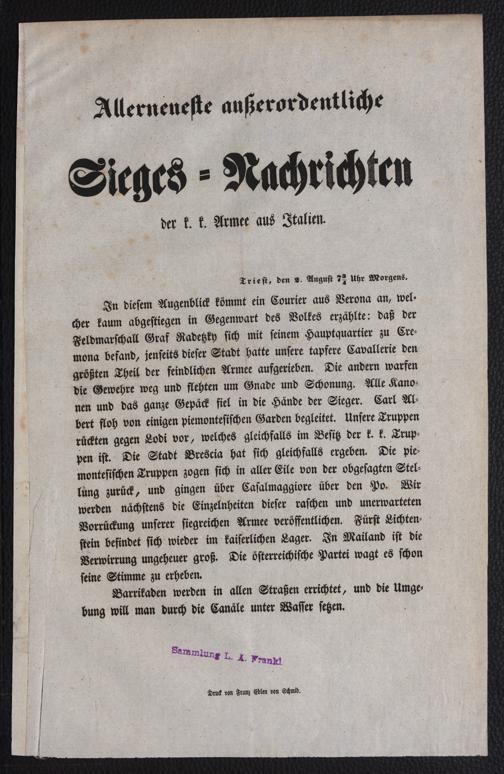 Allerneueste außerordentliche
Sieges-Nachrichten
der k. k. Armee aus Italien.
Triest, den 2. August 7¾ Uhr Morgens.
In diesem Augenblick kömmt ein Courier aus Verona an, wel-
cher kaum abgestiegen in Gegenwart des Volkes erzählte: daß der
Feldmarschall Graf Radetzky sich mit seinem Hauptquartier zu Cre-
mona befand, jenseits dieser Stadt hatte unsere tapfere Cavallerie den
größten Theil der feindlichen Armee aufgerieben. Die andern warfen
die Gewehre weg und flehten um Gnade und Schonung. Alle Kano-
nen und das ganze Gepäck fiel in die Hände der Sieger. Carl Al-
bert floh von einigen piemontesischen Garden begleitet. Unsere Truppen
rückten gegen Lodi vor, welches gleichfalls im Besitz der k. k. Trup-
pen ist. Die Stadt Brescia hat sich gleichfalls ergeben. Die pie-
montesischen Truppen zogen sich in aller Eile von der obgesagten Stel-
lung zurück, und gingen über Casalmaggiore über den Po. Wir
werden nächstens die Einzelnheiten dieser raschen und unerwarteten
Vorrückung unserer siegreichen Armee veröffentlichen. Fürst Lichten-
stein befindet sich wieder im kaiserlichen Lager. In Mailand ist die
Verwirrung ungeheuer groß. Die österreichische Partei wagt es schon
seine Stimme zu erheben.
Barrikaden werden in allen Straßen errichtet, und die Umge-
bung will man durch die Canäle unter Wasser setzen.
Sammlung L. A. Frankl
Druck von Franz Edlen von Schmid.